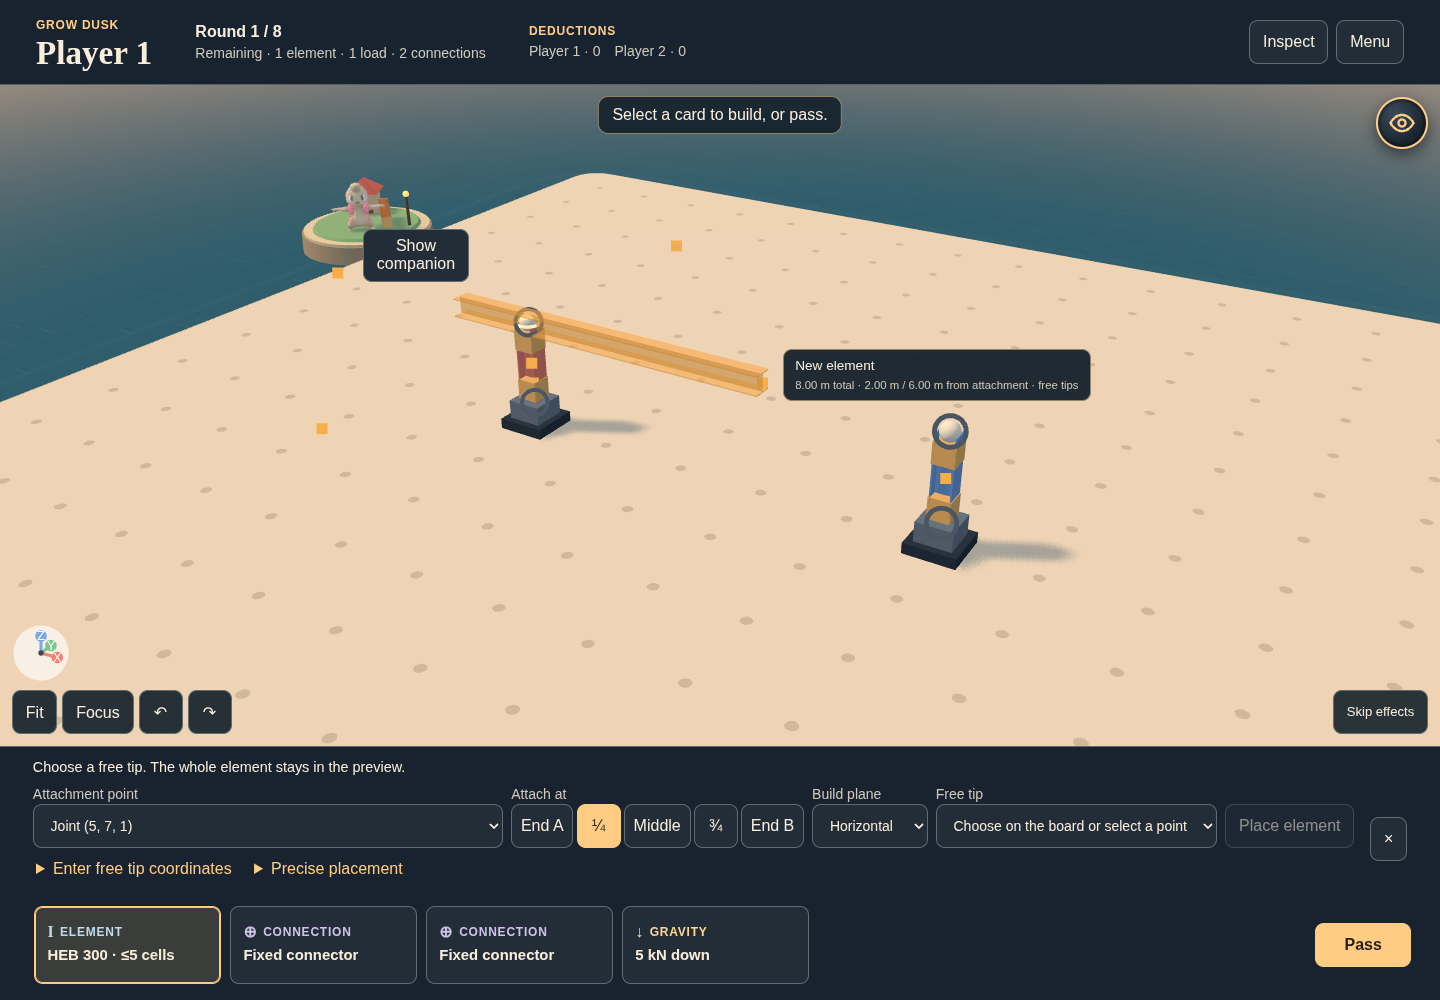 GROW DUSK
Player 1
Round 1 / 8
Remaining · 1 element · 1 load · 2 connections
DEDUCTIONS
Player 1 · 0 Player 2 · 0
Inspect
Menu
Select a card to build, or pass.
Show
companion
New element
8.00 m total · 2.00 m / 6.00 m from attachment · free tips
Z
Y
X
Fit
Focus
↶
↷
Skip effects
Choose a free tip. The whole element stays in the preview.
Attachment point
Attach at
Build plane
Free tip
Joint (5, 7, 1)
End A
¼
Middle
¾
End B
Horizontal
Choose on the board or select a point
Place element
×
Enter free tip coordinates
Precise placement
I ELEMENT
HEB 300 · ≤5 cells
⊕ CONNECTION
Fixed connector
⊕ CONNECTION
Fixed connector
↓ GRAVITY
5 kN down
Pass